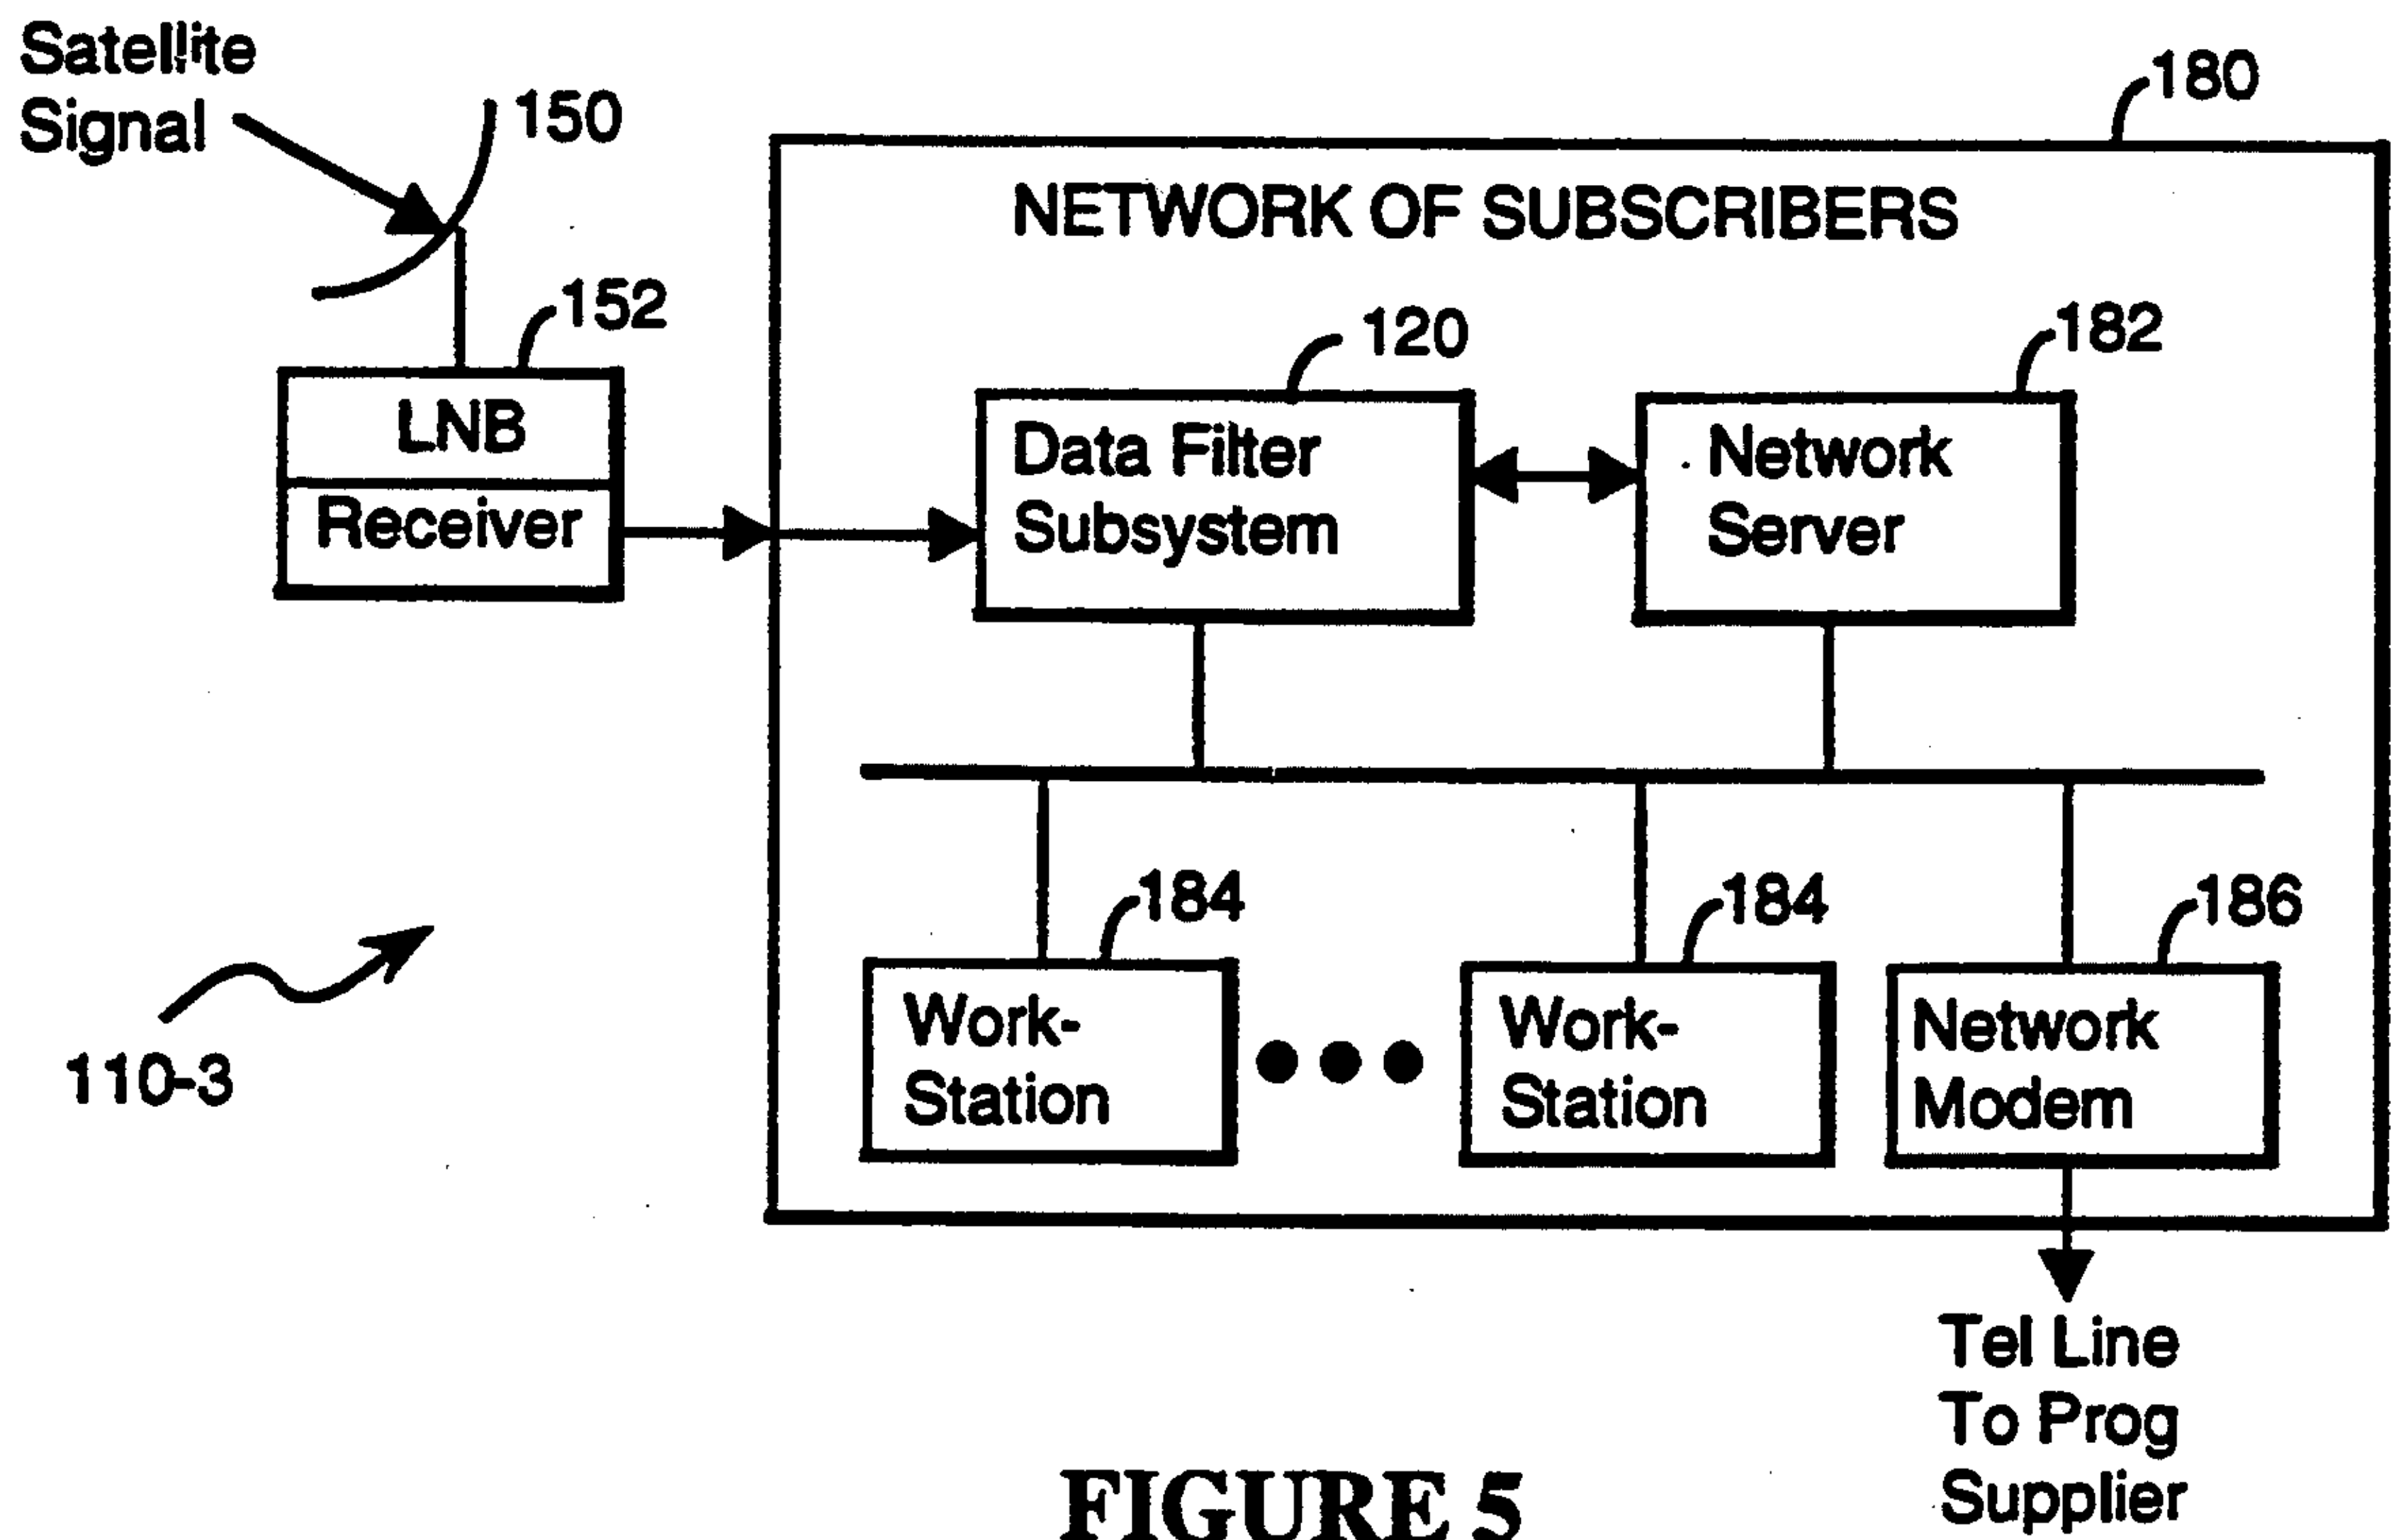 Satellite
Signal
150
180
NETWORK OF SUBSCRIBERS
152
120
182
LNB
Receiver
Data Filter
Subsystem
Network
Server
184
184
186
110-3
Work-
Station
Work-
Station
Network
Modem
Tel Line
To Prog
Supplier
FIGURE 5